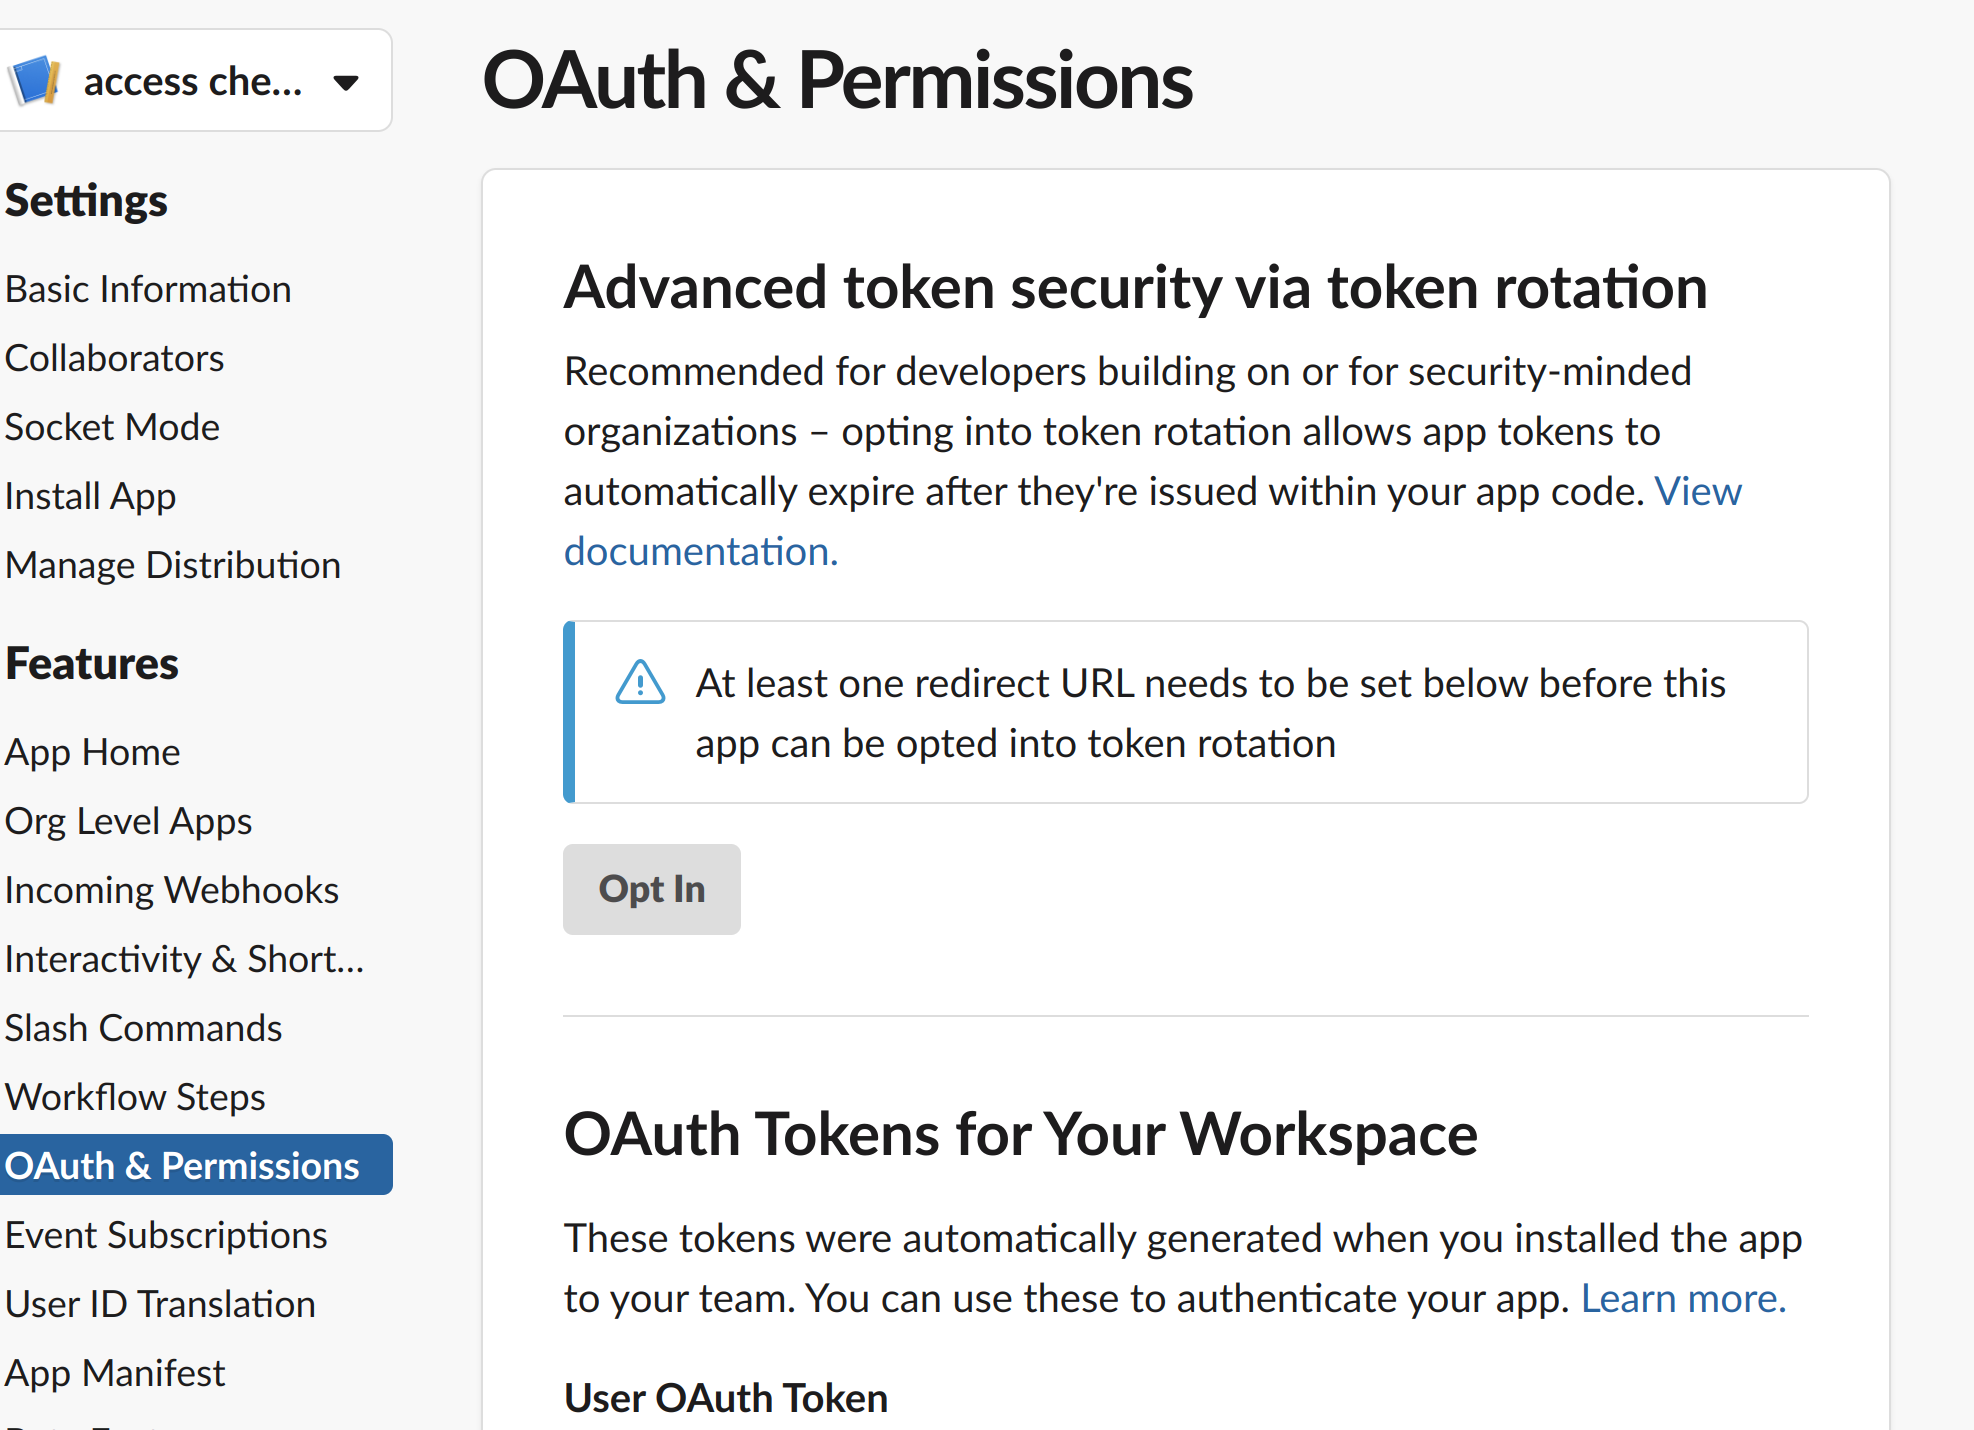 access che...
Settings
Basic Information
Collaborators
Socket Mode
Install App
Manage Distribution
Features
App Home
Org Level Apps
Incoming Webhooks
Interactivity & Short...
Slash Commands
Workflow Steps
OAuth & Permissions
Event Subscriptions
User ID Translation
App Manifest
OAuth & Permissions
Advanced token security via token rotation
Recommended for developers building on or for security-minded
organizations – opting into token rotation allows app tokens to
automatically expire after they're issued within your app code. View
documentation.
At least one redirect URL needs to be set below before this
app can be opted into token rotation
Opt In
OAuth Tokens for Your Workspace
These tokens were automatically generated when you installed the app
to your team. You can use these to authenticate your app. Learn more.
User OAuth Token